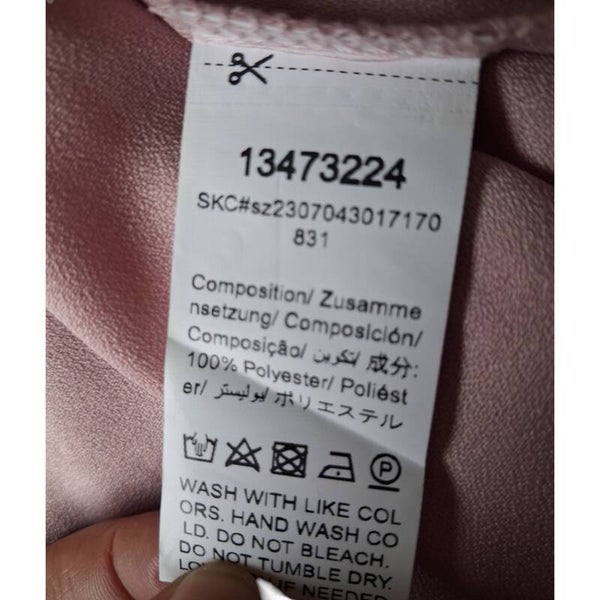 13473224
SKC#sz2307043017170
831
Composition/ Zusamme
nsetzung/ Composición/
Composição/ تكوين/ 成分:
100% Polyester/ Poliést
er/ بوليستر/ ポリエステル
WASH WITH LIKE COL
ORS. HAND WASH CO
LD. DO NOT BLEACH.
DO NOT TUMBLE DRY.
IF NEEDED